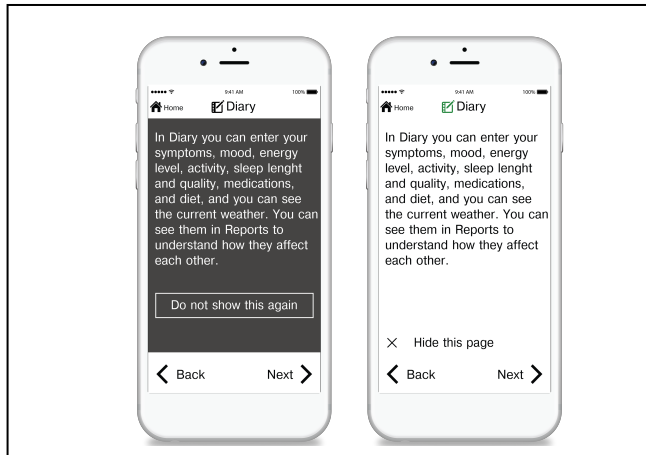 9:41 AM 100%
Home Diary
In Diary you can enter your
symptoms, mood, energy
level, activity, sleep lenght
and quality, medications,
and diet, and you can see
the current weather. You can
see them in Reports to
understand how they affect
each other.
Do not show this again
Back Next
9:41 AM 100%
Home Diary
In Diary you can enter your
symptoms, mood, energy
level, activity, sleep lenght
and quality, medications,
and diet, and you can see
the current weather. You can
see them in Reports to
understand how they affect
each other.
Hide this page
Back Next